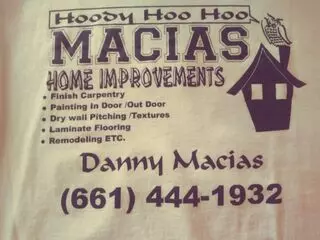 Hoody Hoo Hoo
MACIAS
HOME IMPROVEMENTS
• Finish Carpentry
• Painting In Door /Out Door
• Dry wall Pitching /Textures
• Laminate Flooring
• Remodeling ETC.
Danny Macias
(661) 444-1932